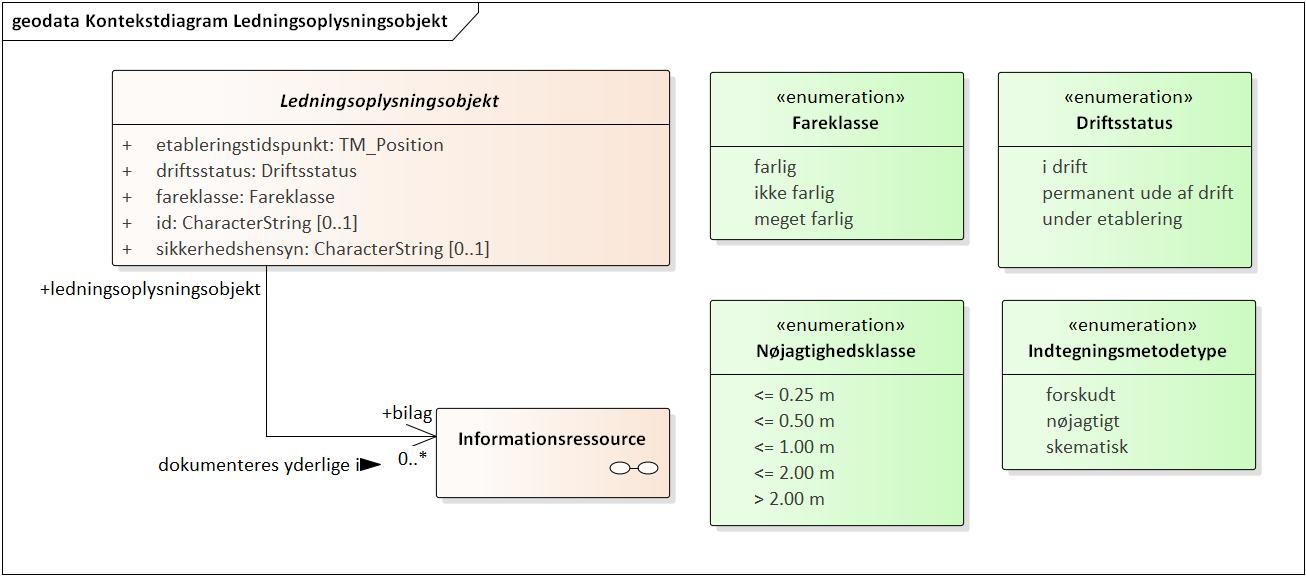 geodata Kontekstdiagram Ledningsoplysningsobjekt
Ledningsoplysningsobjekt
+ etableringstidspunkt: TM_Position
+ driftsstatus: Driftsstatus
+ fareklasse: Fareklasse
+ id: CharacterString [0..1]
+ sikkerhedshensyn: CharacterString [0..1]
«enumeration»
Fareklasse
farlig
ikke farlig
meget farlig
«enumeration»
Driftsstatus
i drift
permanent ude af drift
under etablering
+ledningsoplysningsobjekt
+bilag
dokumenteres yderlige i
0..*
Informationsressource
«enumeration»
Nøjagtighedsklasse
<= 0.25 m
<= 0.50 m
<= 1.00 m
<= 2.00 m
> 2.00 m
«enumeration»
Indtegningsmetodetype
forskudt
nøjagtigt
skematisk